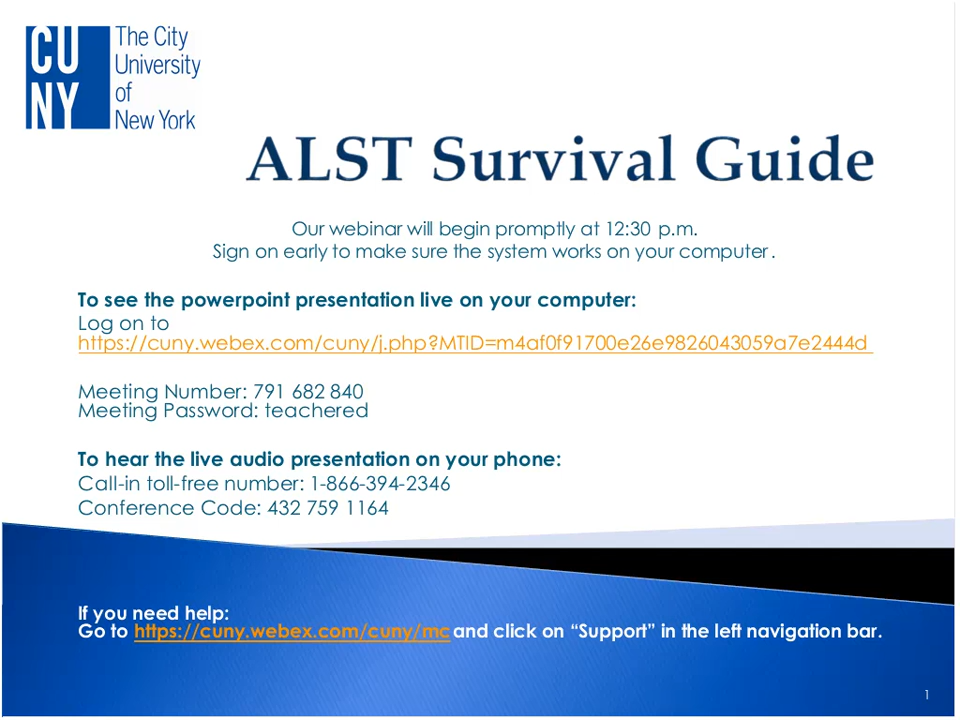 CU
NY
The City
University
of
New York
ALST Survival Guide
Our webinar will begin promptly at 12:30 p.m.
Sign on early to make sure the system works on your computer.
To see the powerpoint presentation live on your computer:
Log on to
https://cuny.webex.com/cuny/j.php?MTID=m4af0f91700e26e9826043059a7e2444d
Meeting Number: 791 682 840
Meeting Password: teachered
To hear the live audio presentation on your phone:
Call-in toll-free number: 1-866-394-2346
Conference Code: 432 759 1164
If you need help:
Go to https://cuny.webex.com/cuny/mc and click on “Support” in the left navigation bar.
1